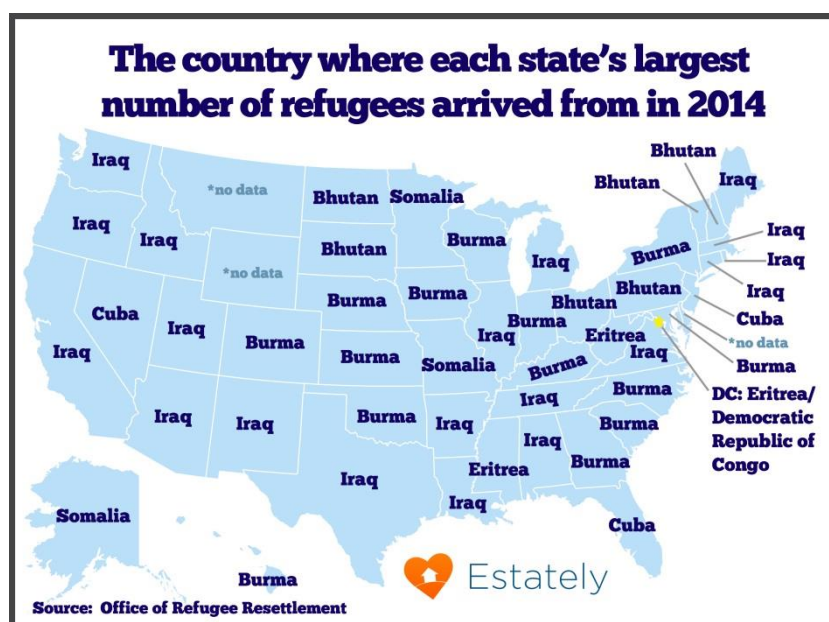 The country where each state's largest
number of refugees arrived from in 2014
Iraq
*no data
Bhutan
Somalia
Bhutan
Bhutan
Iraq
Iraq
Iraq
*no data
Bhutan
Burma
Iraq
Burma
Iraq
Iraq
Iraq
Cuba
Iraq
Burma
Burma
Burma
Iraq
Burma
Bhutan
Bhutan
Cuba
*no data
Burma
Iraq
Burma
Somalia
Burma
Eritrea
Iraq
DC: Eritrea/
Democratic
Republic of
Congo
Iraq
Iraq
Burma
Iraq
Iraq
Burma
Burma
Iraq
Eritrea
Iraq
Burma
Iraq
Cuba
Somalia
Burma
Estately
Source: Office of Refugee Resettlement